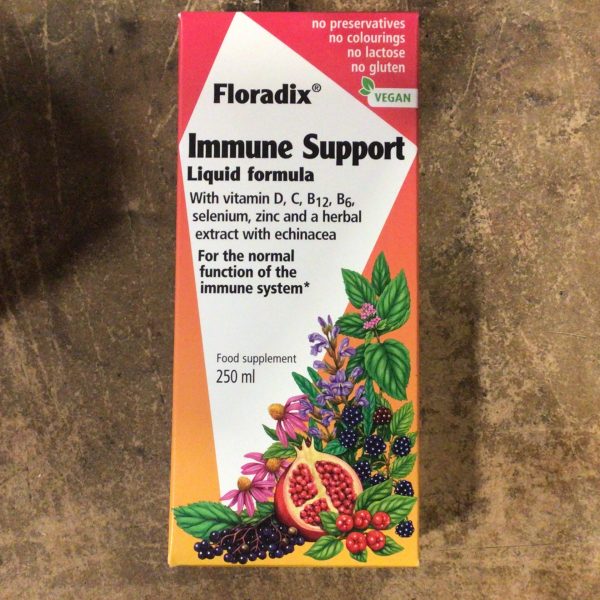 no preservatives
no colourings
no lactose
no gluten
VEGAN
Floradix®
Immune Support
Liquid formula
With vitamin D, C, B12, B6,
selenium, zinc and a herbal
extract with echinacea
For the normal
function of the
immune system*
Food supplement
250 ml